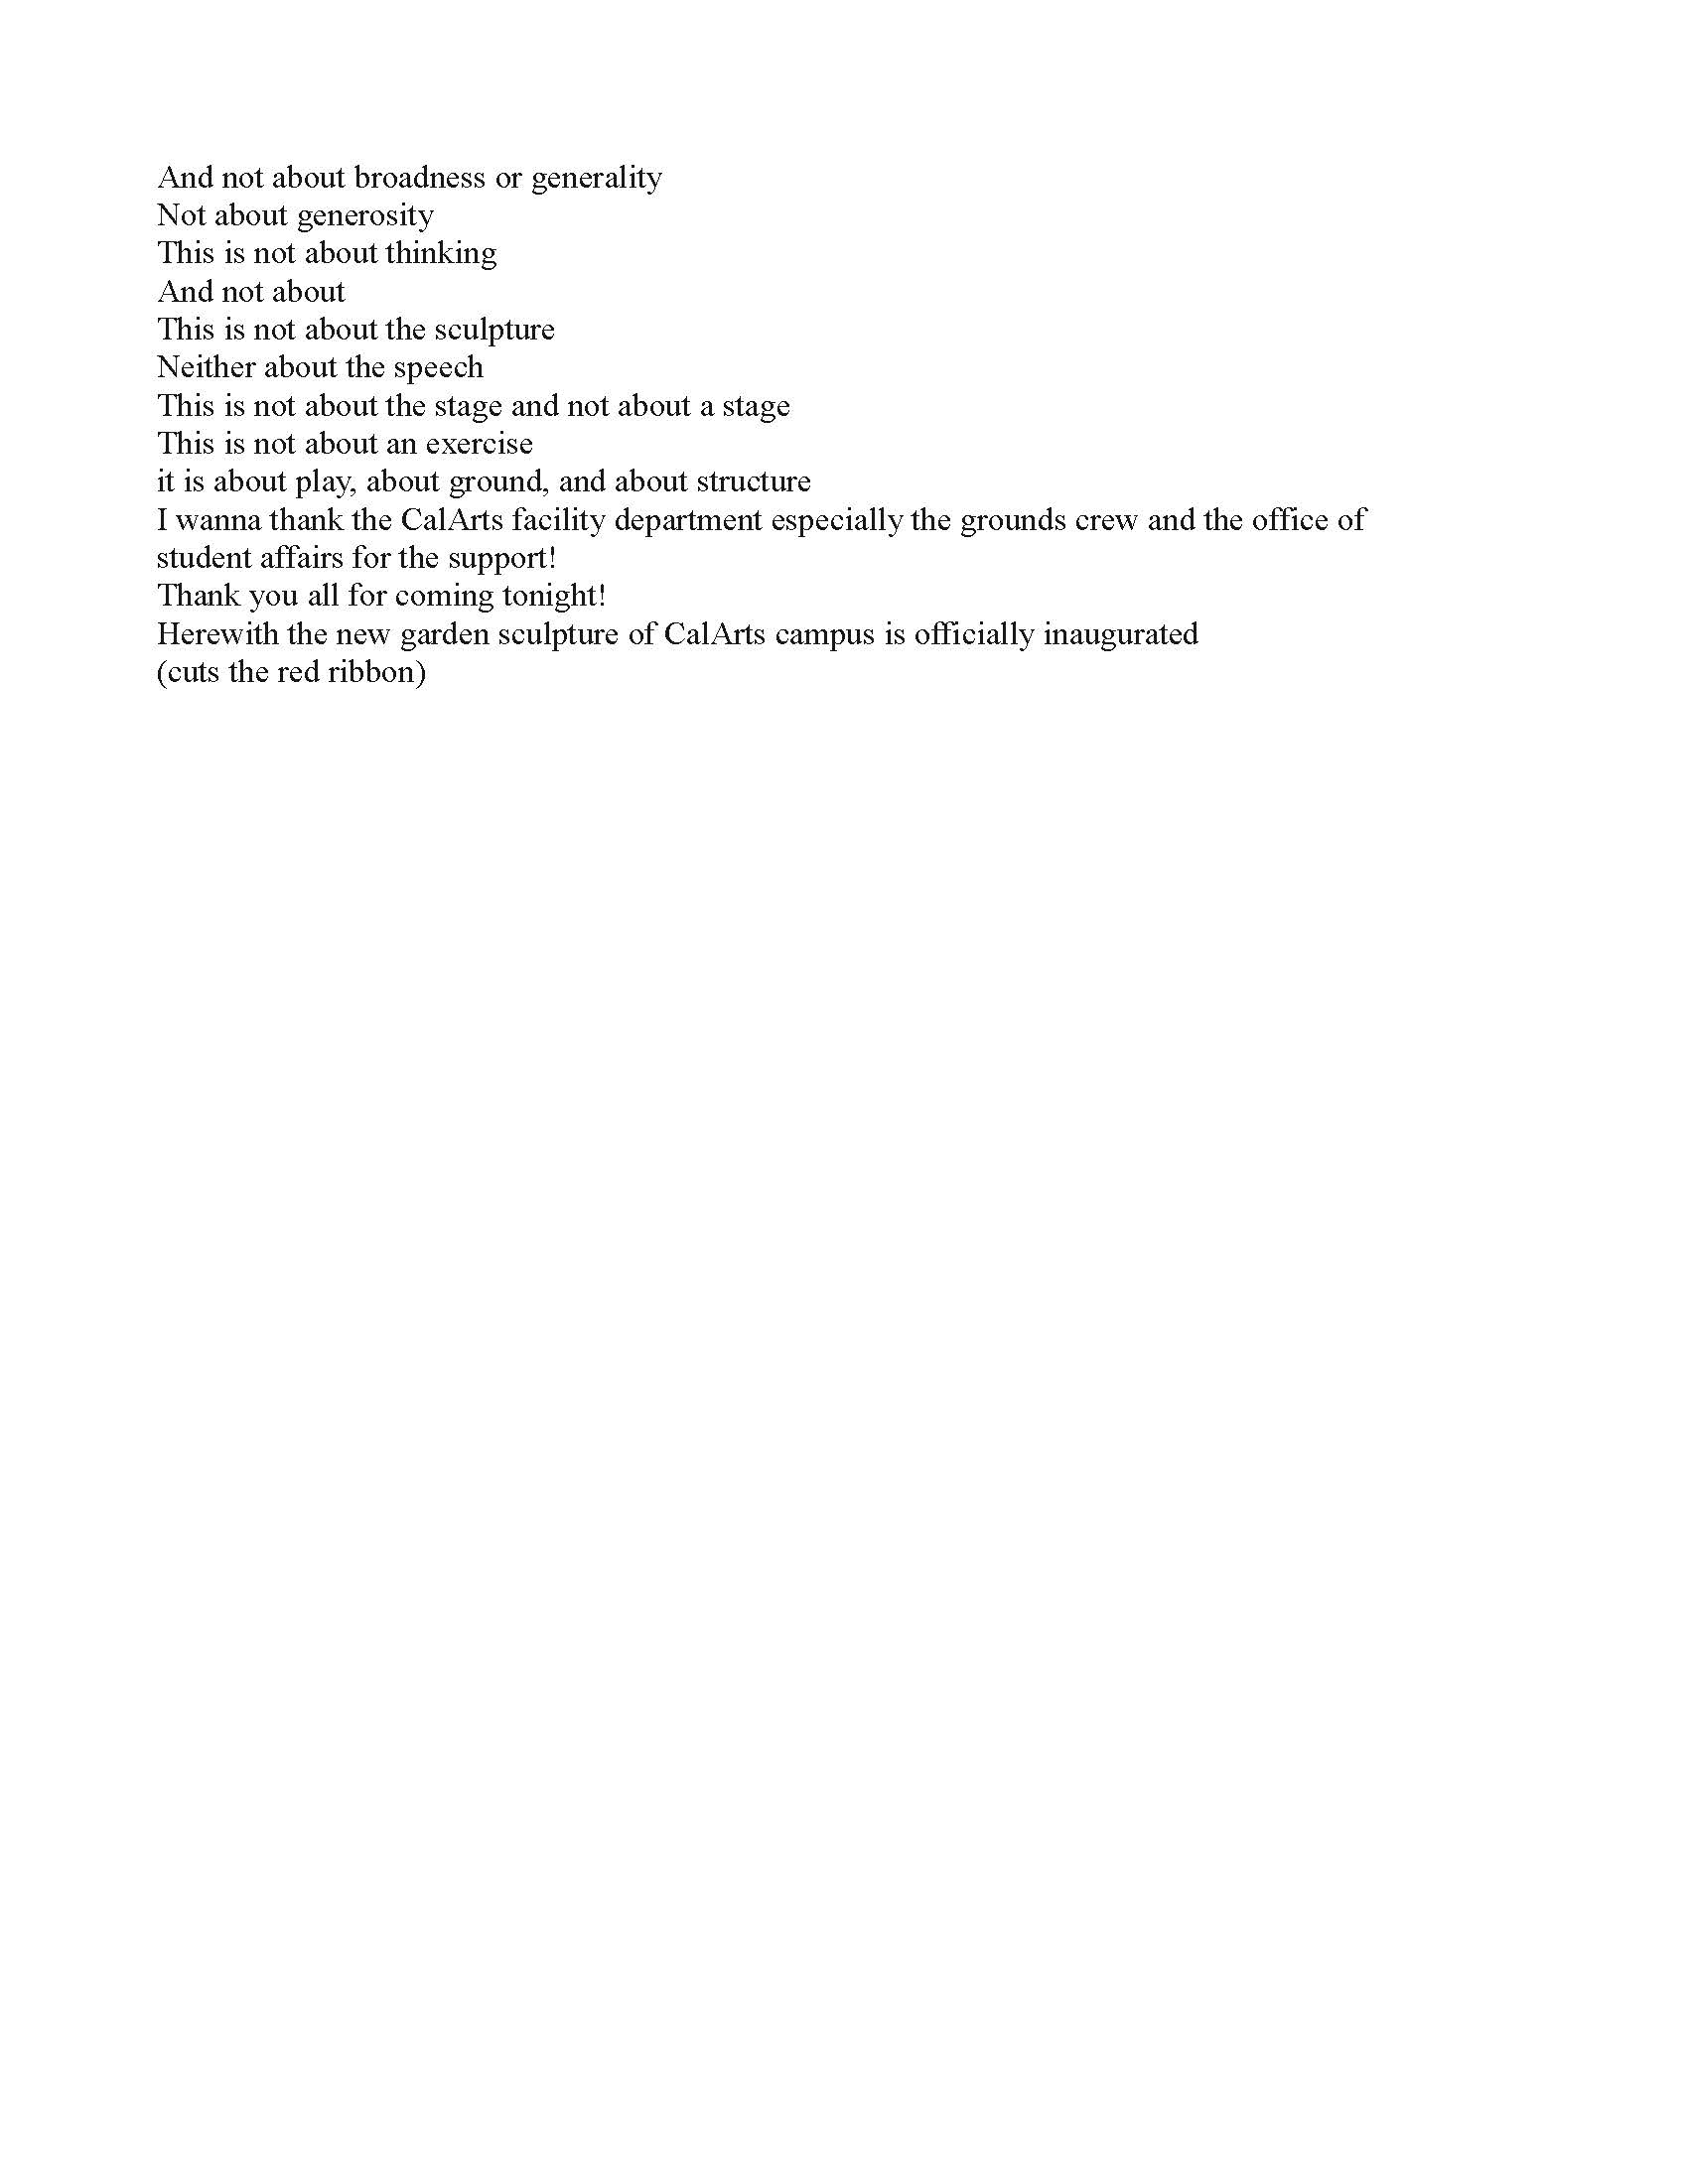 And not about broadness or generality
Not about generosity
This is not about thinking
And not about
This is not about the sculpture
Neither about the speech
This is not about the stage and not about a stage
This is not about an exercise
it is about play, about ground, and about structure
I wanna thank the CalArts facility department especially the grounds crew and the office of
student affairs for the support!
Thank you all for coming tonight!
Herewith the new garden sculpture of CalArts campus is officially inaugurated
(cuts the red ribbon)